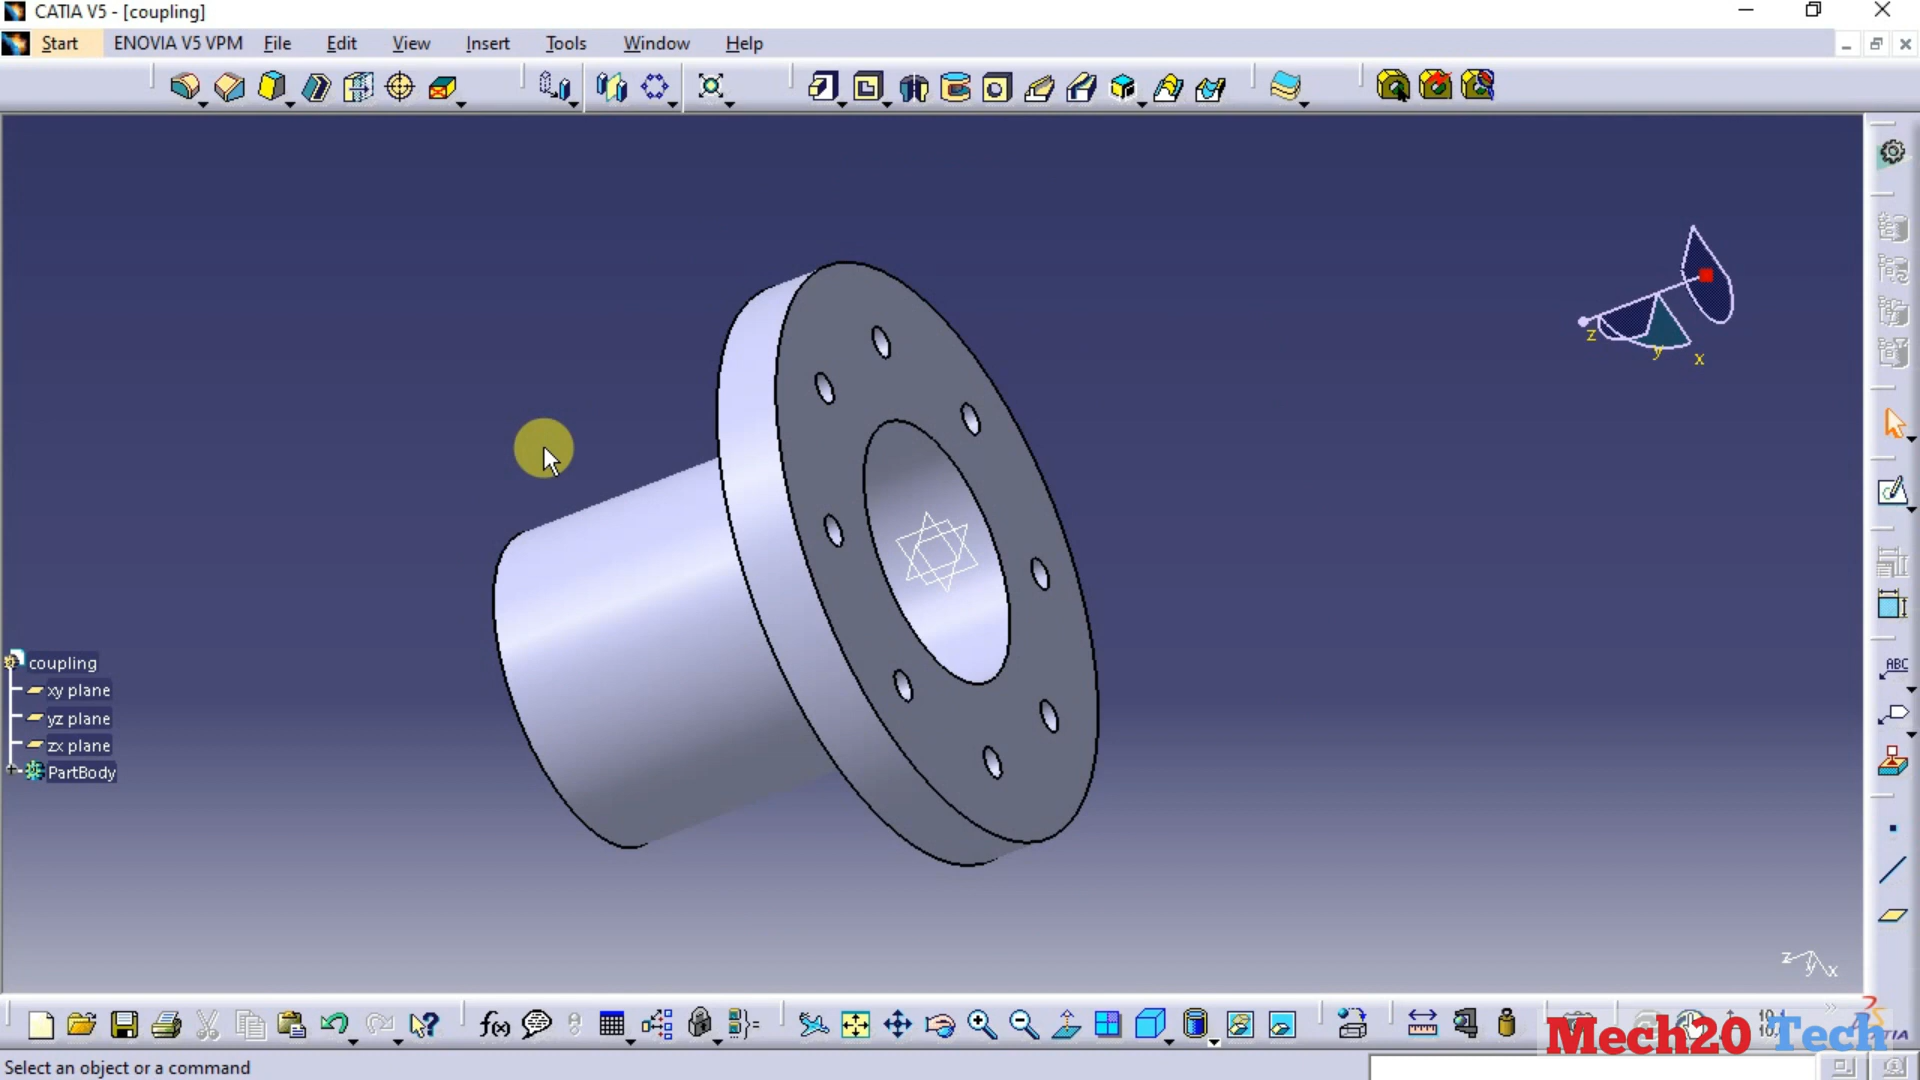 CATIA V5 - [coupling]
Start ENOVIA V5 VPM File Edit View Insert Tools Window Help
z y x
coupling
xy plane
yz plane
zx plane
PartBody
ABC
z y x
f(x)
Mech20 Tech
Select an object or a command